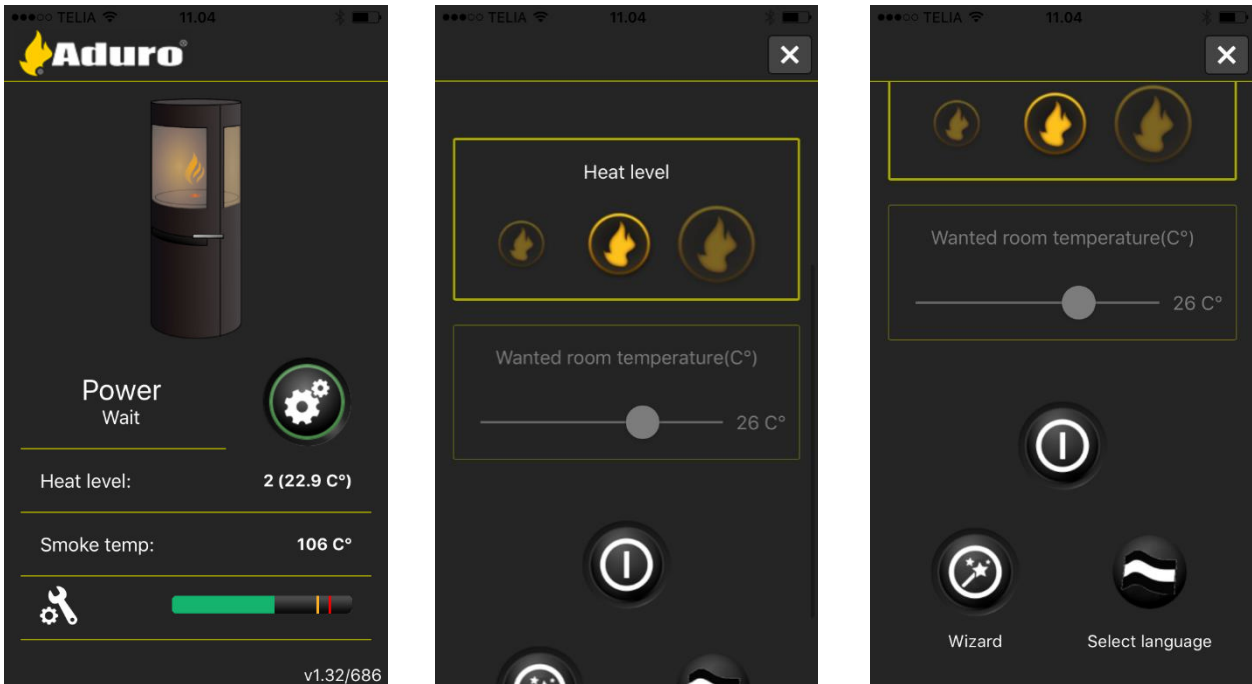 TELIA 11.04
Aduro®
Power
Wait
Heat level: 2 (22.9 C°)
Smoke temp: 106 C°
v1.32/686
TELIA 11.04
Heat level
Wanted room temperature(C°)
26 C°
TELIA 11.04
Wanted room temperature(C°)
26 C°
Wizard Select language